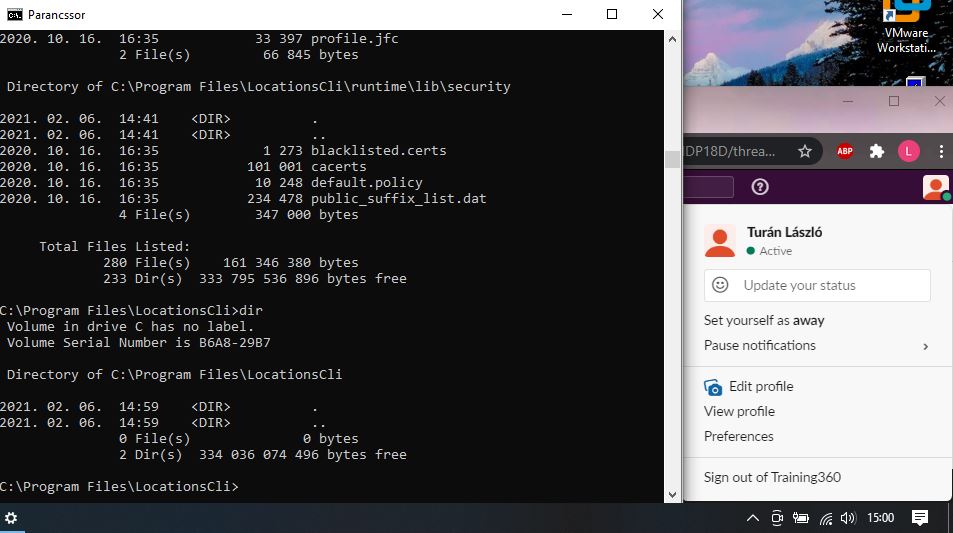 Parancssor
2020. 10. 16.  16:35            33 397 profile.jfc
               2 File(s)         66 845 bytes
 Directory of C:\Program Files\LocationsCli\runtime\lib\security
2021. 02. 06.  14:41    <DIR>          .
2021. 02. 06.  14:41    <DIR>          ..
2020. 10. 16.  16:35             1 273 blacklisted.certs
2020. 10. 16.  16:35           101 001 cacerts
2020. 10. 16.  16:35            10 248 default.policy
2020. 10. 16.  16:35           234 478 public_suffix_list.dat
               4 File(s)        347 000 bytes
     Total Files Listed:
             280 File(s)    161 346 380 bytes
             233 Dir(s)  333 795 536 896 bytes free
C:\Program Files\LocationsCli>dir
 Volume in drive C has no label.
 Volume Serial Number is B6A8-29B7
 Directory of C:\Program Files\LocationsCli
2021. 02. 06.  14:59    <DIR>          .
2021. 02. 06.  14:59    <DIR>          ..
               0 File(s)              0 bytes
               2 Dir(s)  334 036 074 496 bytes free
C:\Program Files\LocationsCli>
VMware
Workstati...
DP18D/threa...
ABP
L
Turán László
Active
Update your status
Set yourself as away
Pause notifications
Edit profile
View profile
Preferences
Sign out of Training360
15:00